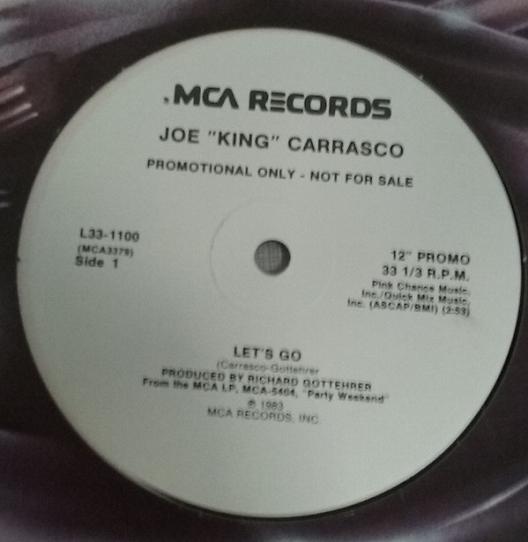 MCA RECORDS
JOE "KING" CARRASCO
PROMOTIONAL ONLY - NOT FOR SALE
L33-1100
(MCA3379)
Side 1
12" PROMO
33 1/3 R.P.M.
Pink Chance Music,
Inc./Quick Mix Music,
Inc. (ASCAP/BMI) (2:53)
LET'S GO
(Carrasco-Gottehrer
PRODUCED BY RICHARD GOTTEHRER
From the MCA LP, MCA-5404, "Party Weekend"
℗ 1983
MCA RECORDS, INC.